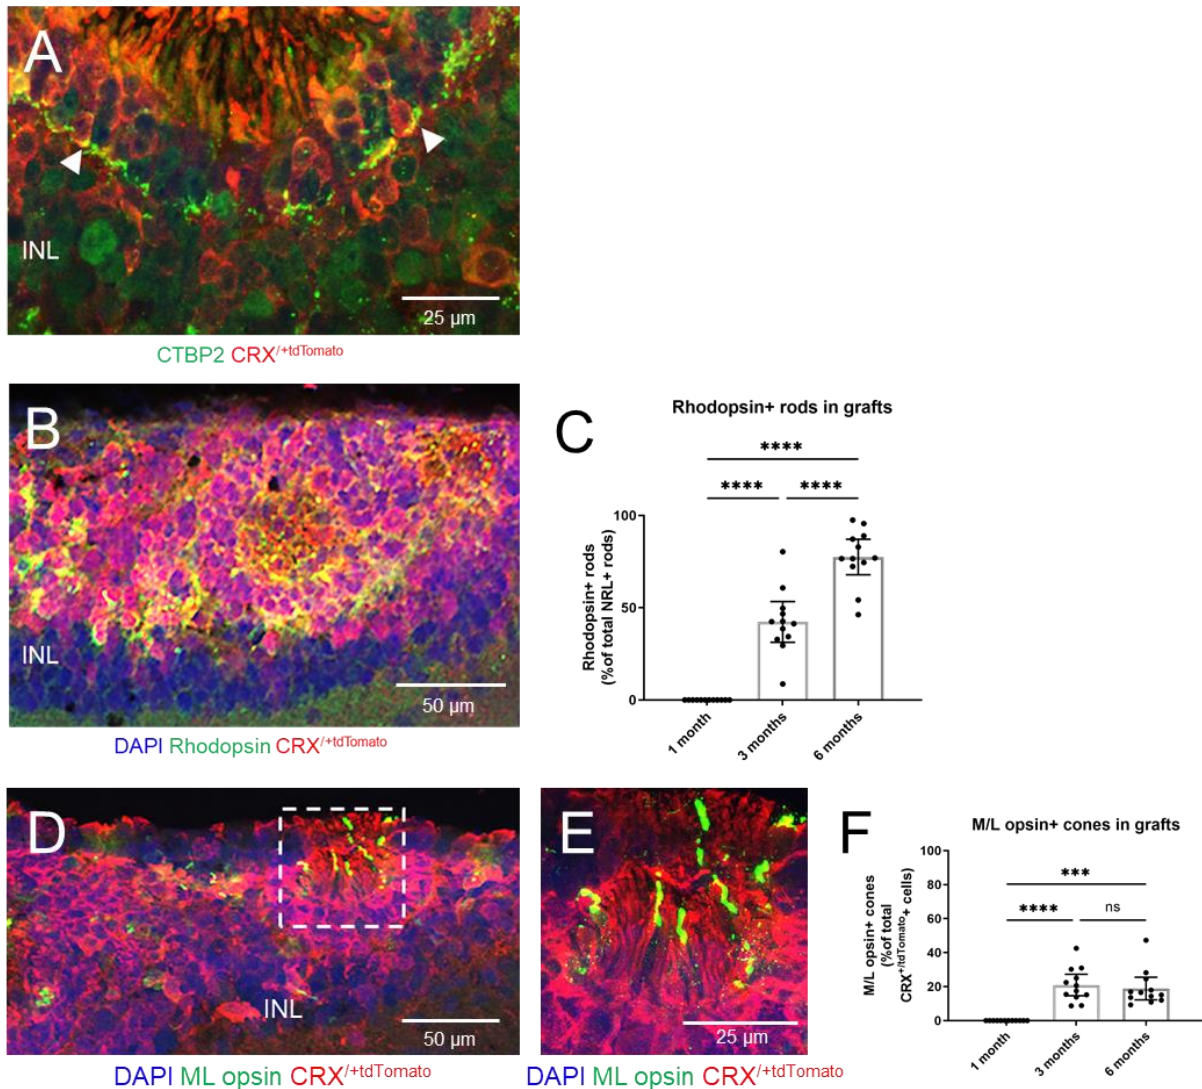 A
INL
25 µm
CTBP2 CRX/+tdTomato
B
INL
50 µm
DAPI Rhodopsin CRX/+tdTomato
C
Rhodopsin+ rods in grafts
****
**** ****
Rhodopsin+ rods
(%of total NRL+ rods)
100
50
0
1 month
3 months
6 months
D
INL
50 µm
DAPI ML opsin CRX/+tdTomato
E
25 µm
DAPI ML opsin CRX/+tdTomato
F
M/L opsin+ cones in grafts
***
**** ns
M/L opsin+ cones
(%of total
CRX+/tdTomato+ cells)
100
80
60
40
20
0
1 month
3 months
6 months